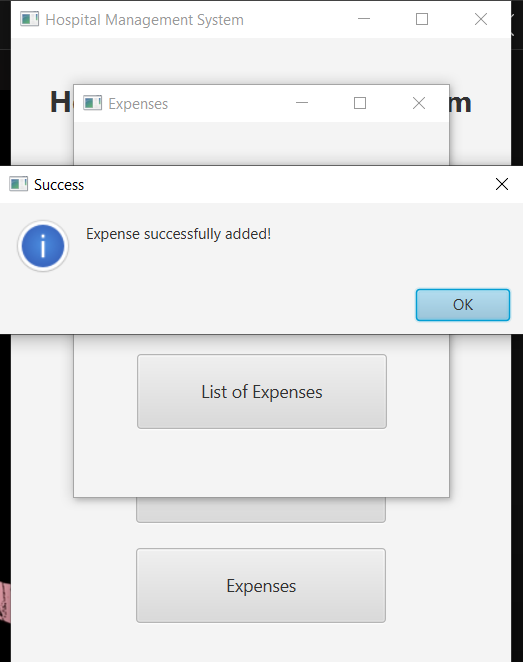 Hospital Management System
Expenses
Success
Expense successfully added!
OK
List of Expenses
Expenses